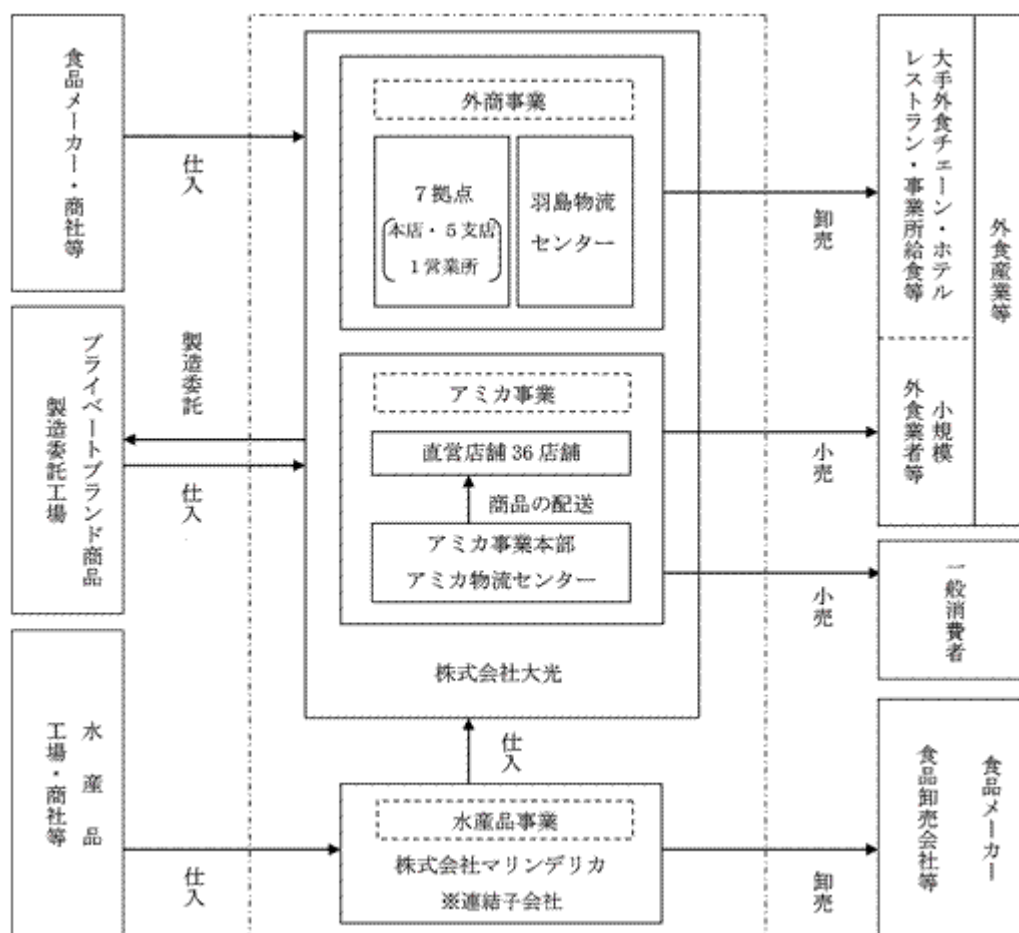 食品メーカー・商社等
仕入
外商事業
7拠点
本店・5支店
1営業所
羽島物流
センター
卸売
大手外食チェーン・ホテル
レストラン・事業所給食等
外食産業等
プライベートブランド商品
製造委託工場
製造委託
仕入
アミカ事業
直営店舗36店舗
商品の配送
アミカ事業本部
アミカ物流センター
小売
小規模
外食業者等
小売
一般消費者
株式会社大光
仕入
水産品
工場・商社等
仕入
水産品事業
株式会社マリンデリカ
※連結子会社
卸売
食品メーカー
食品卸売会社等